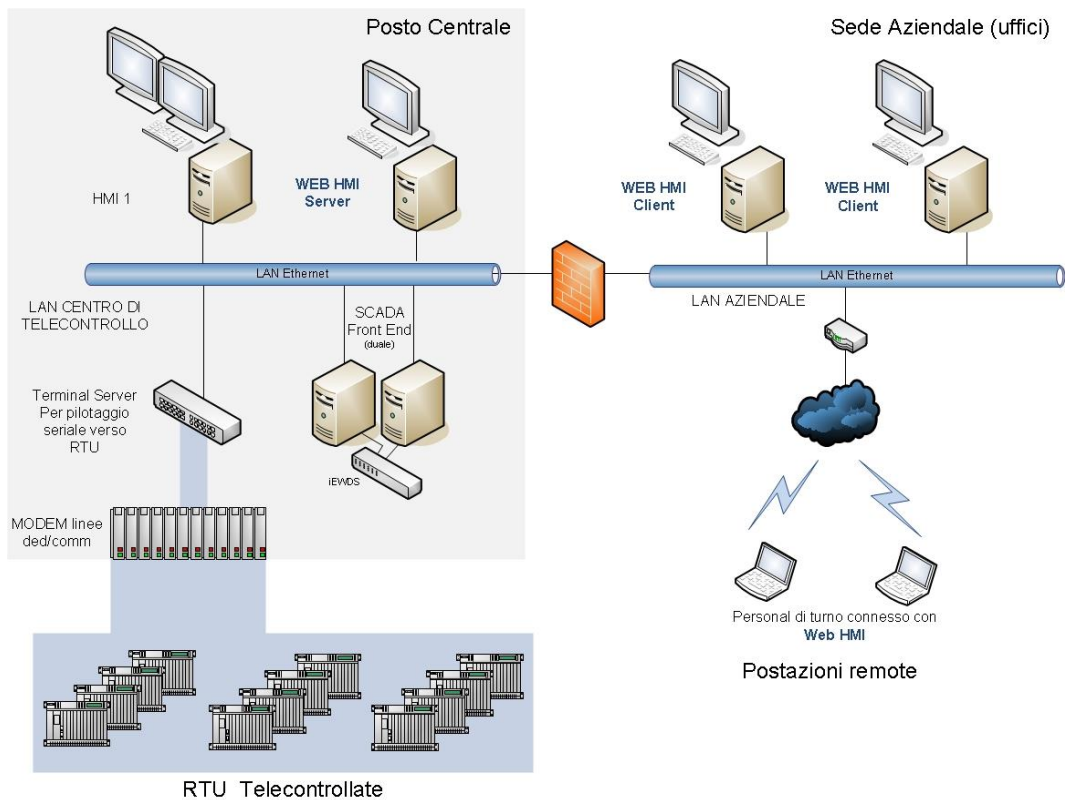 Posto Centrale
Sede Aziendale (uffici)
HMI 1
WEB HMI
Server
WEB HMI
Client
WEB HMI
Client
LAN Ethernet
LAN Ethernet
LAN CENTRO DI
TELECONTROLLO
SCADA
Front End
(duale)
LAN AZIENDALE
Terminal Server
Per pilotaggio
seriale verso
RTU
iEWDS
MODEM linee
ded/comm
Personal di turno connesso con
Web HMI
Postazioni remote
RTU Telecontrollate